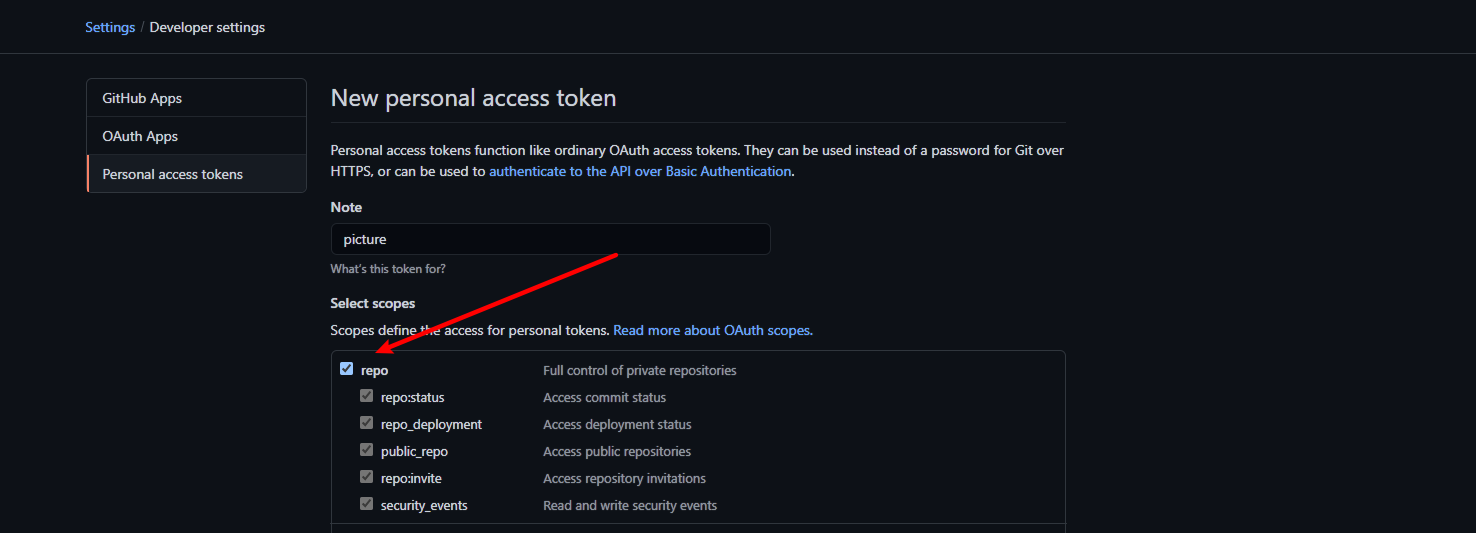 Settings / Developer settings
GitHub Apps
OAuth Apps
Personal access tokens
New personal access token
Personal access tokens function like ordinary OAuth access tokens. They can be used instead of a password for Git over
HTTPS, or can be used to authenticate to the API over Basic Authentication.
Note
picture
What's this token for?
Select scopes
Scopes define the access for personal tokens. Read more about OAuth scopes.
repo Full control of private repositories
repo:status Access commit status
repo_deployment Access deployment status
public_repo Access public repositories
repo:invite Access repository invitations
security_events Read and write security events